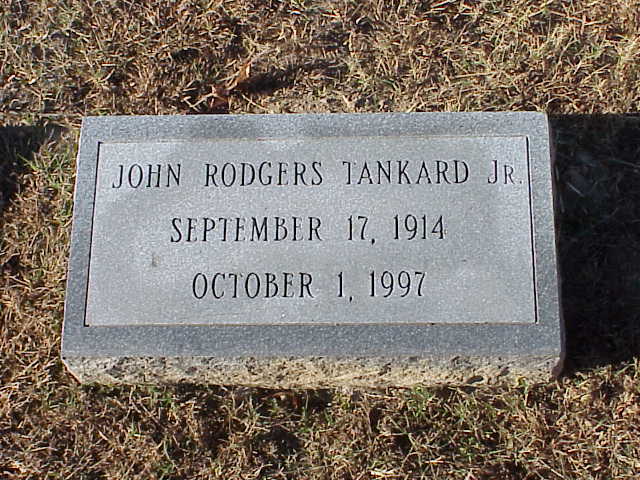 John Rodgers Tankard Jr.
September 17, 1914
October 1, 1997